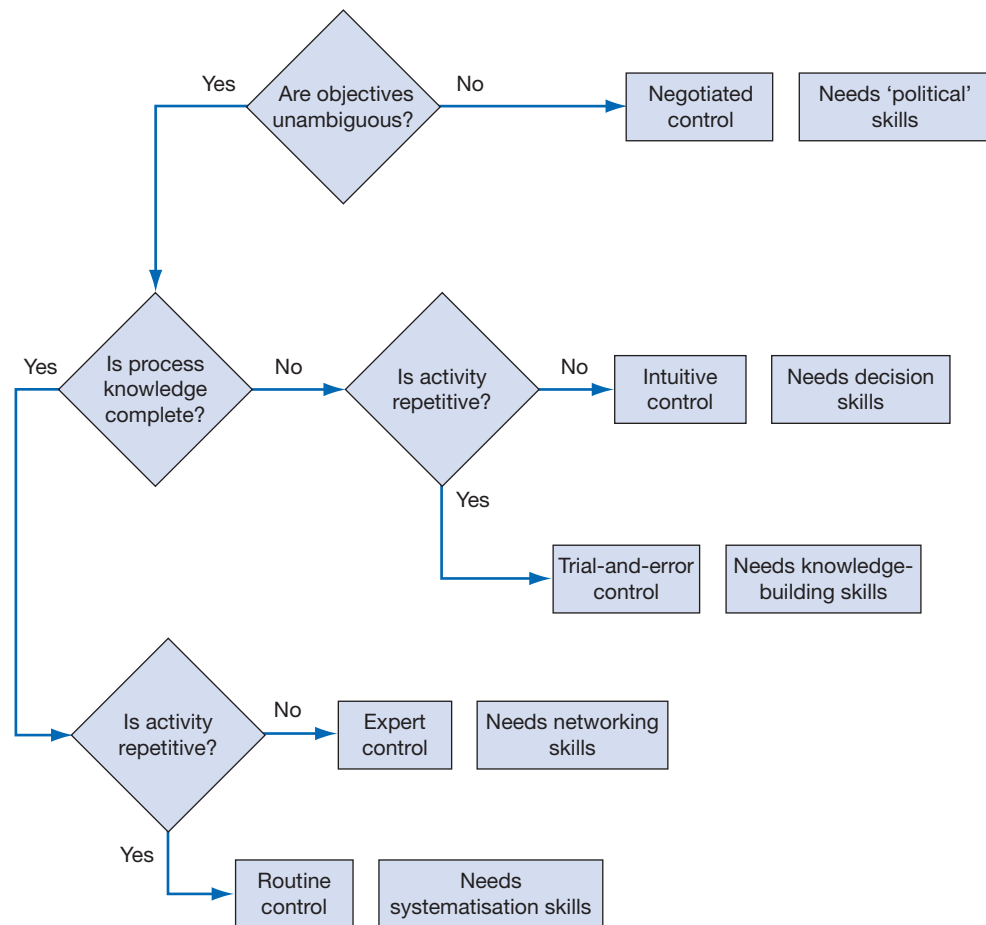 Yes
Are objectives
unambiguous?
No
Negotiated
control
Needs ‘political’
skills
Yes
Is process
knowledge
complete?
No
Is activity
repetitive?
No
Intuitive
control
Needs decision
skills
Yes
Trial-and-error
control
Needs knowledge-
building skills
Is activity
repetitive?
No
Expert
control
Needs networking
skills
Yes
Routine
control
Needs
systematisation skills